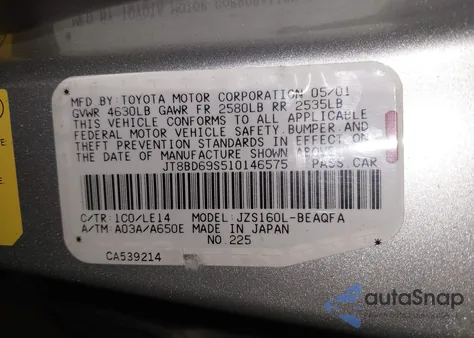 MFD. BY: TOYOTA MOTOR CORPORATION 05/01
GVWR 4630LB GAWR FR 2580LB RR 2535LB
THIS VEHICLE CONFORMS TO ALL APPLICABLE
FEDERAL MOTOR VEHICLE SAFETY, BUMPER, AND
THEFT PREVENTION STANDARDS IN EFFECT ON
THE DATE OF MANUFACTURE SHOWN ABOVE.
JT8BD69S510146575 PASS CAR
C/TR: 1C0/LE14 MODEL: JZS160L-BEAQFA
A/TM: A03A/A650E MADE IN JAPAN
NO.225
CA539214
autoSnap